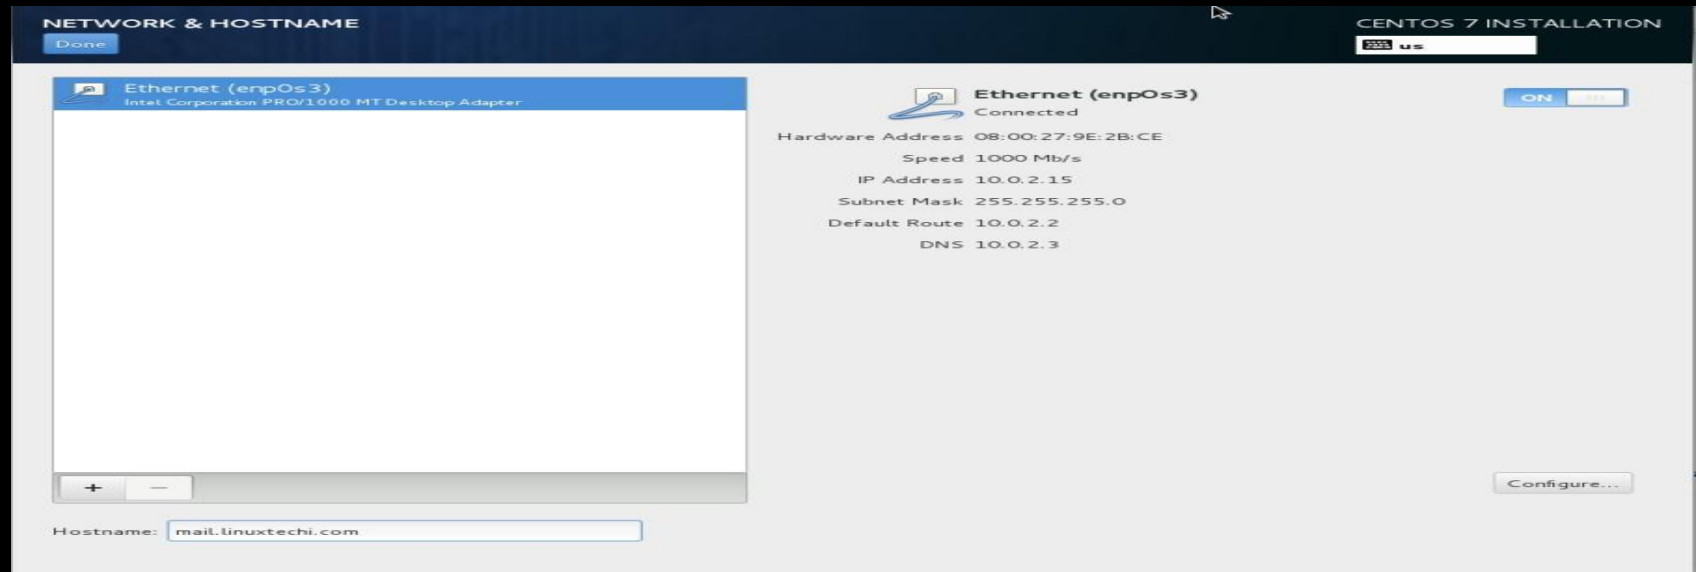 NETWORK & HOSTNAME
Done
CENTOS 7 INSTALLATION
us
Ethernet (enp0s3)
Intel Corporation PRO/1000 MT Desktop Adapter
Ethernet (enp0s3)
Connected
ON
Hardware Address 08:00:27:9E:2B:CE
Speed 1000 Mb/s
IP Address 10.0.2.15
Subnet Mask 255.255.255.0
Default Route 10.0.2.2
DNS 10.0.2.3
+ −
Configure...
Hostname: mail.linuxtechi.com